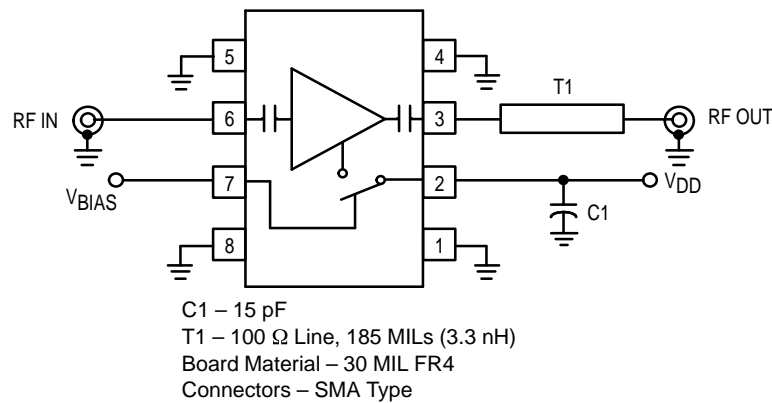 5
4
T1
RF IN
6
3
RF OUT
VBIAS
7
2
VDD
C1
8
1
C1 – 15 pF
T1 – 100 Ω Line, 185 MILs (3.3 nH)
Board Material – 30 MIL FR4
Connectors – SMA Type